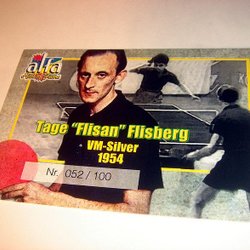 alfa
Tage "Flisan" Flisberg
VM-Silver
1954
Nr. 052 / 100